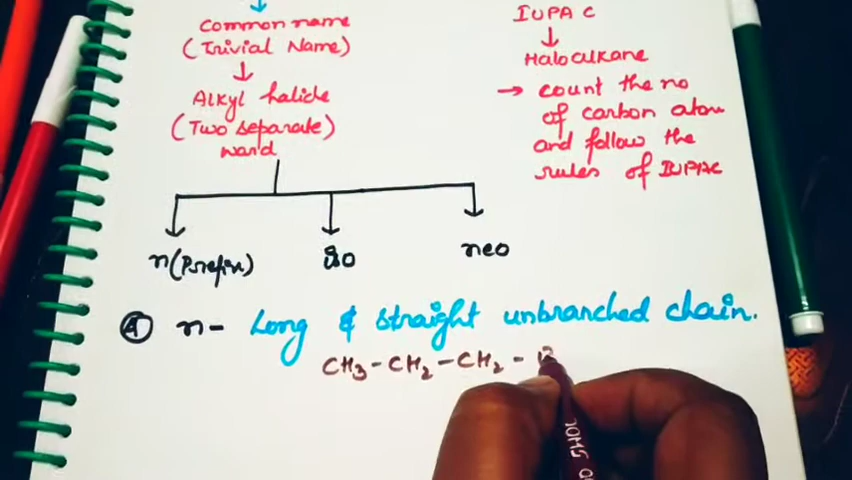 Common name
(Trivial Name)
Alkyl halide
(Two separate
word
IUPAC
Haloalkane
→ count the no
of carbon atom
and follow the
rules of IUPAC
n(Prefix)
iso
neo
A n- Long & straight unbranched chain.
CH₃-CH₂-CH₂-